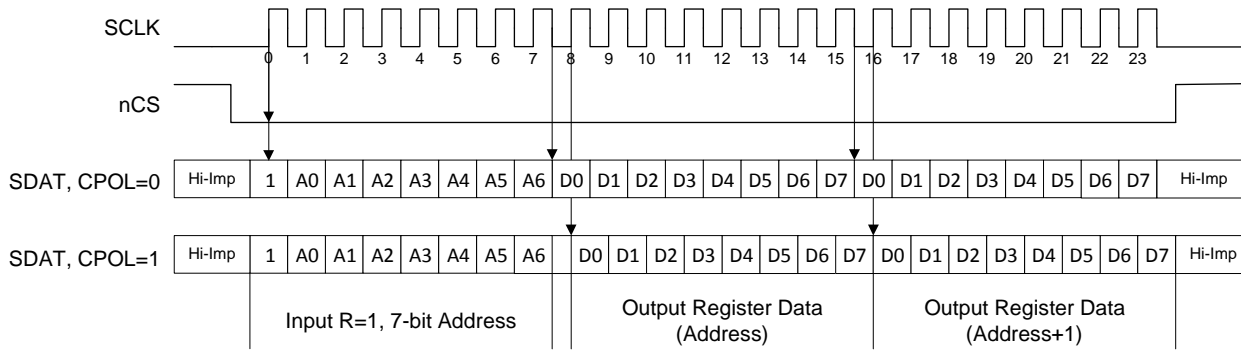 SCLK
0 1 2 3 4 5 6 7 8 9 10 11 12 13 14 15 16 17 18 19 20 21 22 23
nCS
SDAT, CPOL=0 Hi-Imp 1 A0 A1 A2 A3 A4 A5 A6 D0 D1 D2 D3 D4 D5 D6 D7 D0 D1 D2 D3 D4 D5 D6 D7 Hi-Imp
SDAT, CPOL=1 Hi-Imp 1 A0 A1 A2 A3 A4 A5 A6 D0 D1 D2 D3 D4 D5 D6 D7 D0 D1 D2 D3 D4 D5 D6 D7 Hi-Imp
Input R=1, 7-bit Address
Output Register Data
(Address)
Output Register Data
(Address+1)